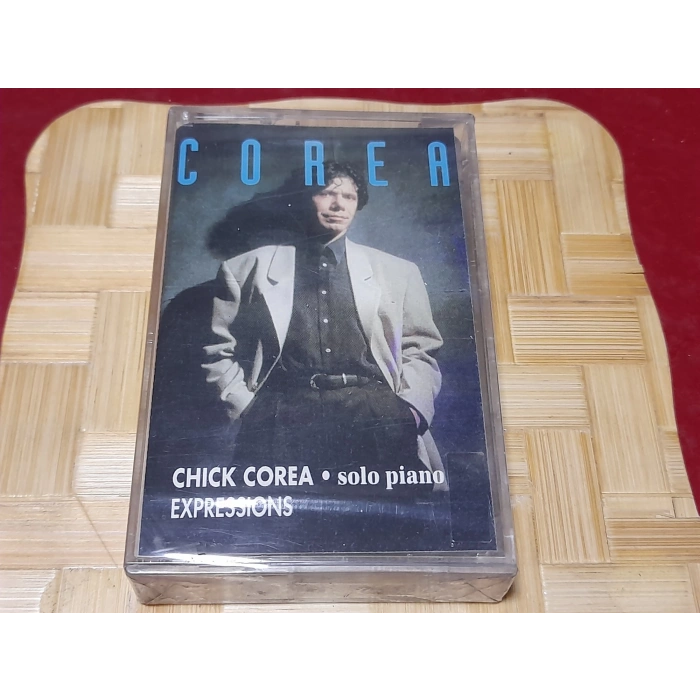 COREA
CHICK COREA • solo piano
EXPRESSIONS